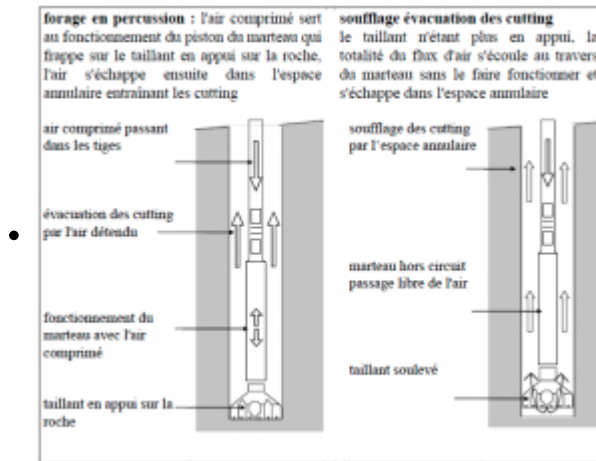 forage en percussion : l'air comprimé sert
au fonctionnement du piston du marteau qui
frappe sur le taillant en appui sur la roche,
l'air s'échappe ensuite dans l'espace
annulaire entraînant les cutting
air comprimé passant
dans les tiges
évacuation des cutting
par l'air détendu
fonctionnement du
marteau avec l'air
comprimé
taillant en appui sur la
roche
soufflage évacuation des cutting
le taillant n'étant plus en appui, la
totalité du flux d'air s'écoule au travers
du marteau sans le faire fonctionner et
s'échappe dans l'espace annulaire
soufflage des cutting
par l'espace annulaire
marteau hors circuit
passage libre de l'air
taillant soulevé